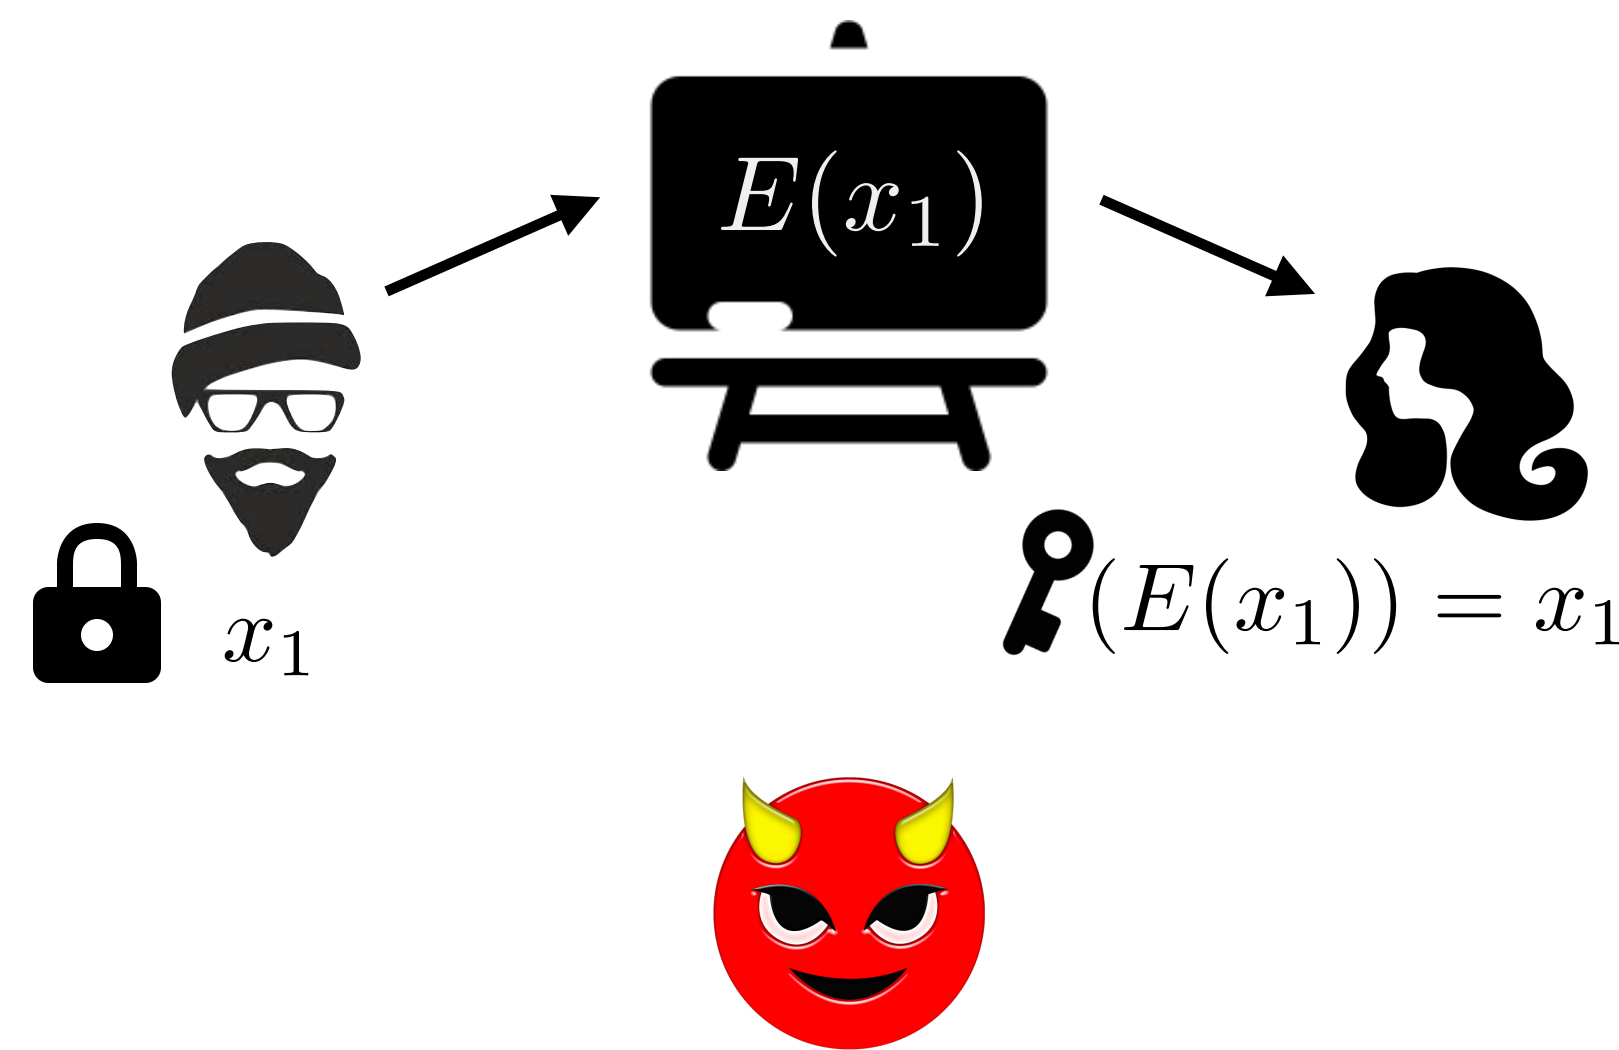 E(x₁)
(E(x₁)) = x₁
x₁